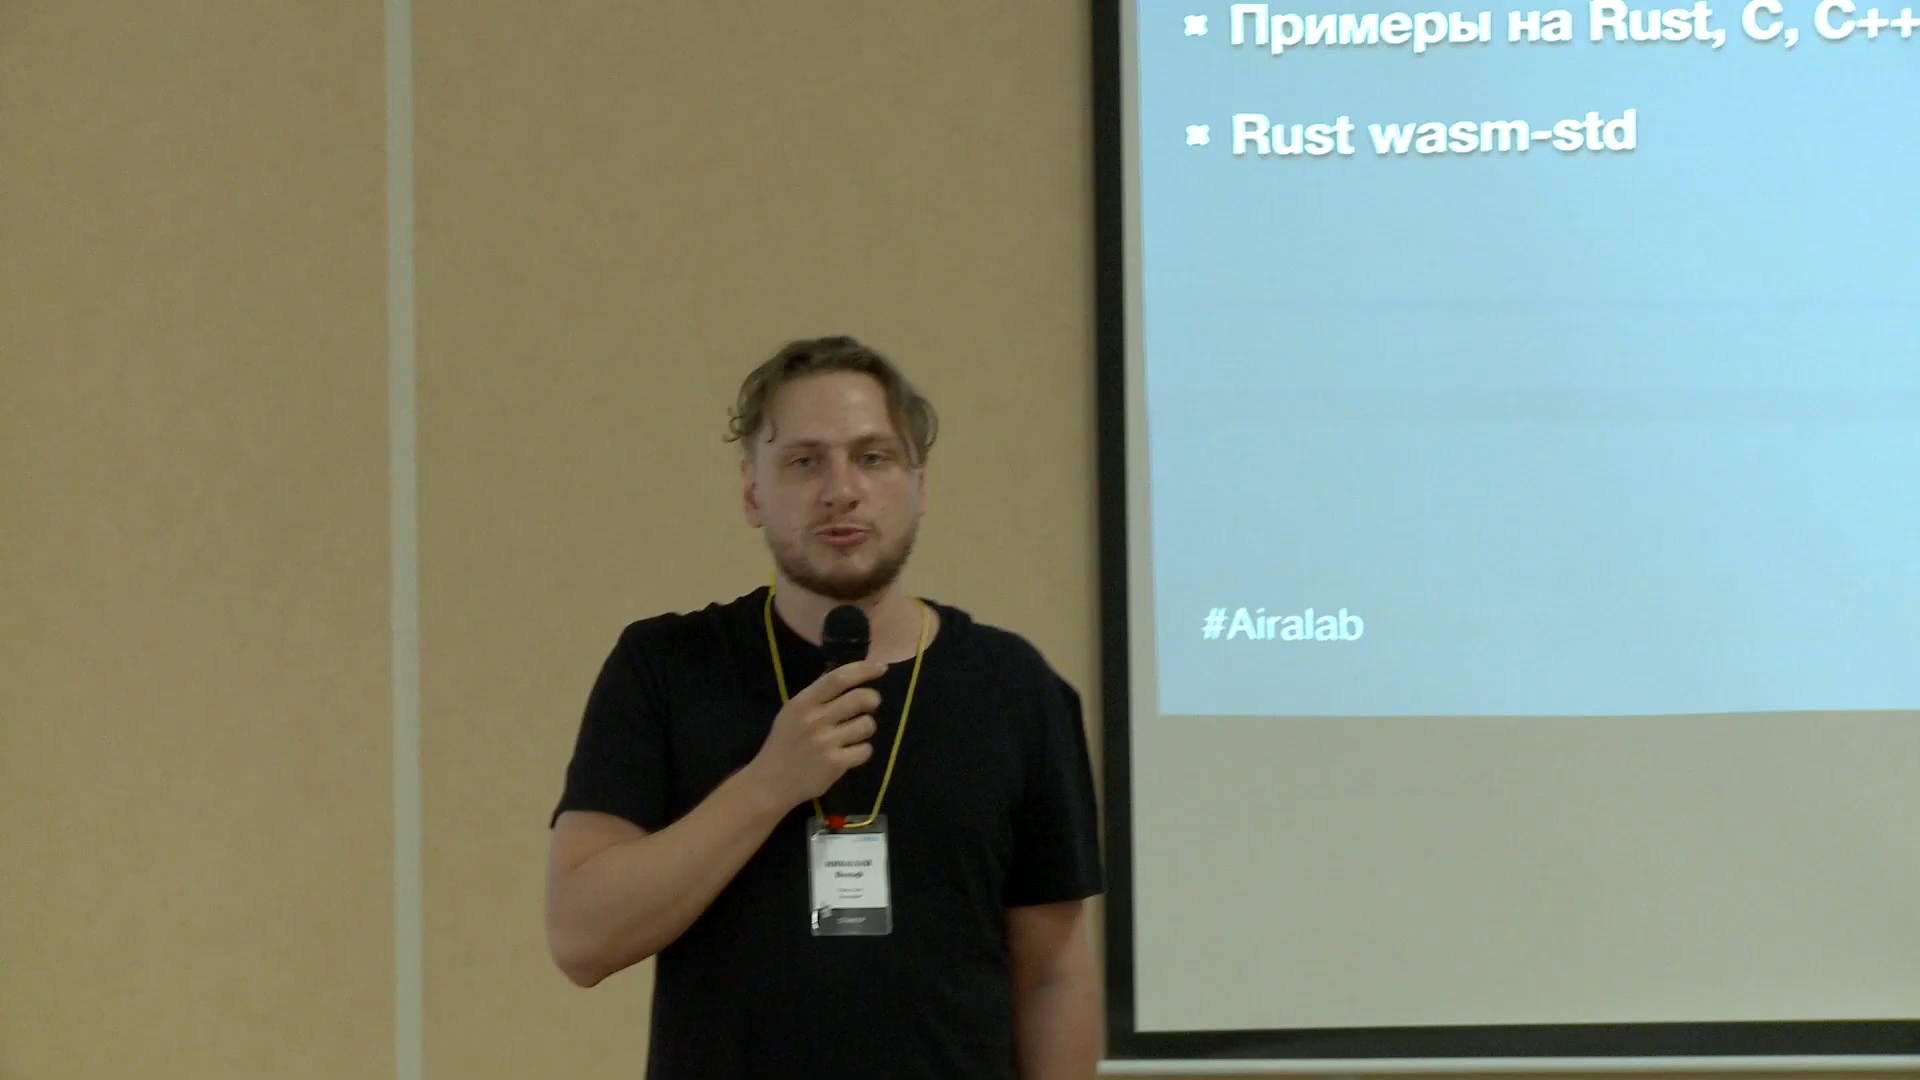 Примеры на Rust, C, C++
Rust wasm-std
#Airalab